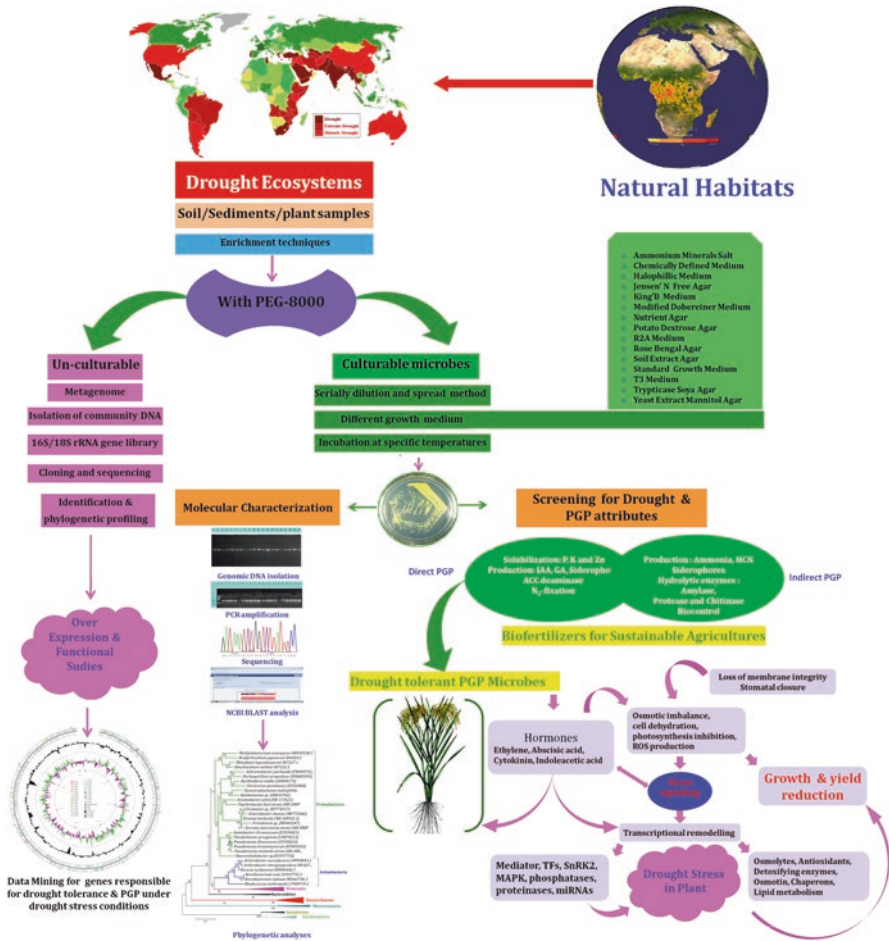 Drought
Extreme Drought
Historic Drought
Drought Ecosystems
Soil/Sediments/plant samples
Enrichment techniques
With PEG-8000
Natural Habitats
Ammonium Minerals Salt
Chemically Defined Medium
Halophillic Medium
Jensen' N Free Agar
King'B Medium
Modified Dobereiner Medium
Nutrient Agar
Potato Dextrose Agar
R2A Medium
Rose Bengal Agar
Soil Extract Agar
Standard Growth Medium
T3 Medium
Trypticase Soya Agar
Yeast Extract Mannitol Agar
Un-culturable
Metagenome
Isolation of community DNA
16S/18S rRNA gene library
Cloning and sequencing
Identification &
phylogenetic profiling
Culturable microbes
Serially dilution and spread method
Different growth medium
Incubation at specific temperatures
Molecular Characterization
Genomic DNA isolation
PCR amplification
Sequencing
NCBI BLAST analysis
Phylogenetic analyses
Screening for Drought &
PGP attributes
Direct PGP
Solubilization: P, K and Zn
Production: IAA, GA, Sideropho
ACC deaminase
N2-fixation
Production : Ammonia, HCN
Siderophores
Hydrolytic enzymes :
Amylase,
Protease and Chitinase
Biocontrol
Indirect PGP
Biofertilizers for Sustainable Agricultures
Over
Expression &
Functional
Sudies
Data Mining for genes responsible
for drought tolerance & PGP under
drought stress conditions
Drought tolerant PGP Microbes
Hormones
Ethylene, Abscisic acid,
Cytokinin, Indoleacetic acid
Loss of membrane integrity
Stomatal closure
Osmotic imbalance,
cell dehydration,
photosynthesis inhibition,
ROS production
Growth & yield
reduction
Transcriptional remodelling
Mediator, TFs, SnRK2,
MAPK, phosphatases,
proteinases, miRNAs
Drought Stress
in Plant
Osmolytes, Antioxidants,
Detoxifying enzymes,
Osmotin, Chaperons,
Lipid metabolism